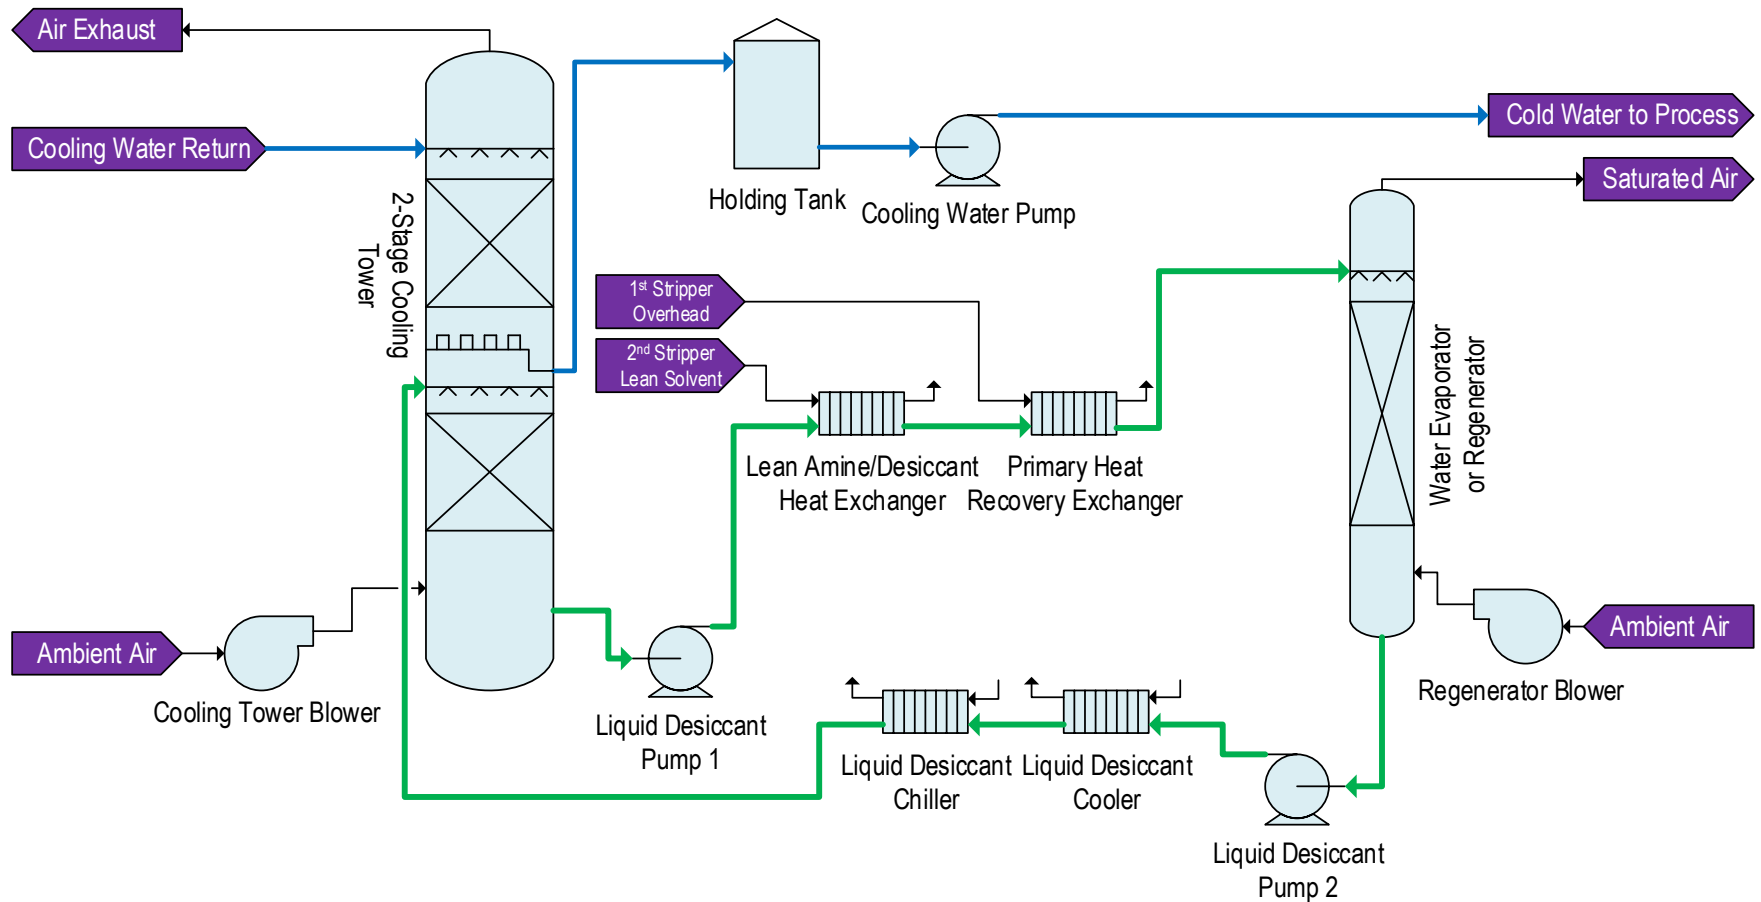 Air Exhaust
Cooling Water Return
2-Stage Cooling
Tower
Holding Tank
Cooling Water Pump
Cold Water to Process
Saturated Air
1st Stripper
Overhead
2nd Stripper
Lean Solvent
Lean Amine/Desiccant
Heat Exchanger
Primary Heat
Recovery Exchanger
Water Evaporator
or Regenerator
Ambient Air
Cooling Tower Blower
Liquid Desiccant
Pump 1
Liquid Desiccant
Chiller
Liquid Desiccant
Cooler
Liquid Desiccant
Pump 2
Ambient Air
Regenerator Blower